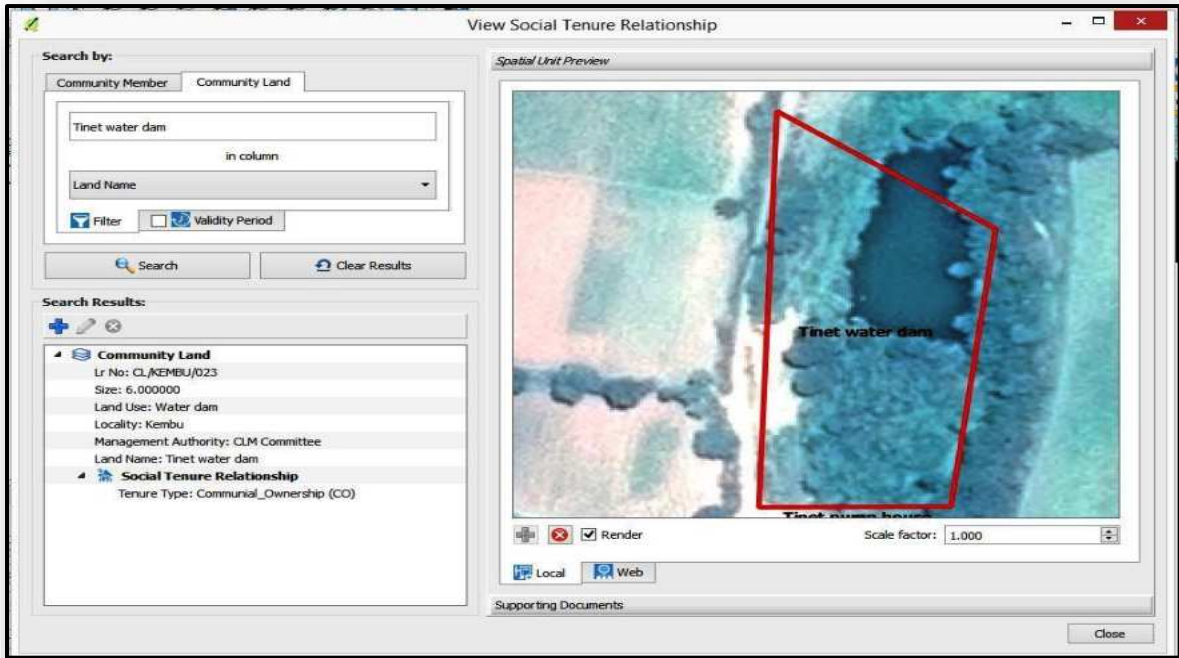 View Social Tenure Relationship
Search by:
Community Member Community Land
Tinet water dam
in column
Land Name
Filter Validity Period
Search Clear Results
Search Results:
Community Land
Lr No: CL/KEMBU/023
Size: 6.000000
Land Use: Water dam
Locality: Kembu
Management Authority: CLM Committee
Land Name: Tinet water dam
Social Tenure Relationship
Tenure Type: Communial_Ownership (CO)
Spatial Unit Preview
Tinet water dam
Tinet pump house
Render Scale factor: 1.000
Local Web
Supporting Documents
Close